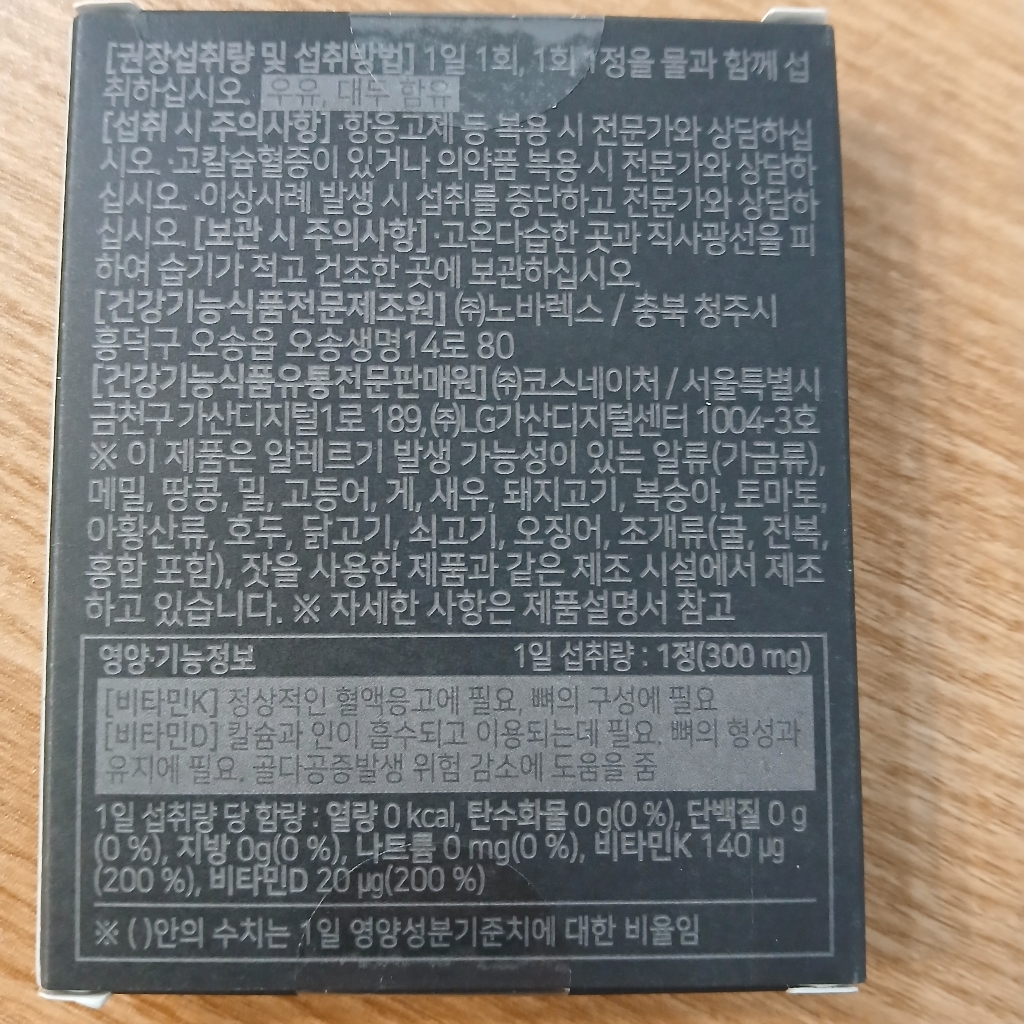 [권장섭취량 및 섭취방법] 1일 1회, 1회 1정을 물과 함께 섭
취하십시오. 우유, 대두 함유
[섭취 시 주의사항] ·항응고제 등 복용 시 전문가와 상담하십
시오. ·고칼슘혈증이 있거나 의약품 복용 시 전문가와 상담하
십시오. ·이상사례 발생 시 섭취를 중단하고 전문가와 상담하
십시오. [보관 시 주의사항] ·고온다습한 곳과 직사광선을 피
하여 습기가 적고 건조한 곳에 보관하십시오.
[건강기능식품전문제조원] ㈜노바렉스 / 충북 청주시
흥덕구 오송읍 오송생명14로 80
[건강기능식품유통전문판매원] ㈜코스네이처 / 서울특별시
금천구 가산디지털1로 189, ㈜LG가산디지털센터 1004-3호
※ 이 제품은 알레르기 발생 가능성이 있는 알류(가금류),
메밀, 땅콩, 밀, 고등어, 게, 새우, 돼지고기, 복숭아, 토마토,
아황산류, 호두, 닭고기, 쇠고기, 오징어, 조개류(굴, 전복,
홍합 포함), 잣을 사용한 제품과 같은 제조 시설에서 제조
하고 있습니다. ※ 자세한 사항은 제품설명서 참고
영양·기능정보 1일 섭취량 : 1정(300 mg)
[비타민K] 정상적인 혈액응고에 필요, 뼈의 구성에 필요
[비타민D] 칼슘과 인이 흡수되고 이용되는데 필요. 뼈의 형성과
유지에 필요. 골다공증발생 위험 감소에 도움을 줌
1일 섭취량 당 함량 : 열량 0 kcal, 탄수화물 0 g(0 %), 단백질 0 g
(0 %), 지방 0g(0 %), 나트륨 0 mg(0 %), 비타민K 140 μg
(200 %), 비타민D 20 μg(200 %)
※ ( )안의 수치는 1일 영양성분기준치에 대한 비율임